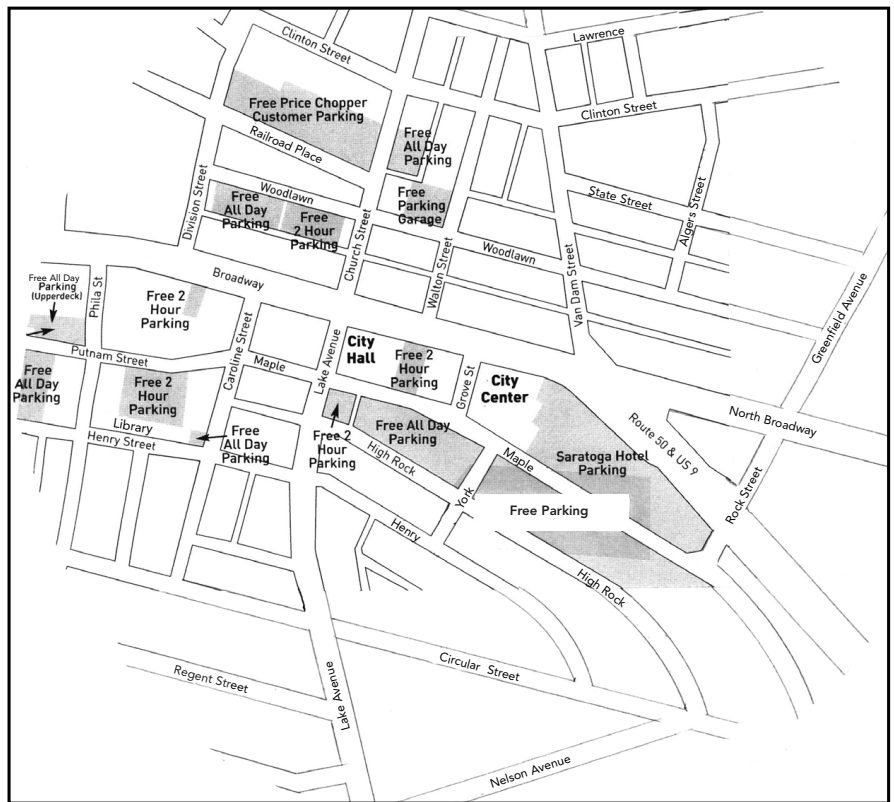 Lawrence
Clinton Street
Clinton Street
Free Price Chopper
Customer Parking
Free
All Day
Parking
Railroad Place
State Street
Algers Street
Woodlawn
Free
All Day
Parking
Free
2 Hour
Parking
Free
Parking
Garage
Division Street
Church Street
Walton Street
Woodlawn
Van Dam Street
Greenfield Avenue
Broadway
Free All Day
Parking
(Upperdeck)
Phila St
Free 2
Hour
Parking
Caroline Street
Lake Avenue
City
Hall
Free 2
Hour
Parking
Grove St
City
Center
Putnam Street
Maple
Free
All Day
Parking
Free 2
Hour
Parking
Library
Henry Street
Free
All Day
Parking
Free 2
Hour
Parking
Free All Day
Parking
High Rock
North Broadway
Route 50 & US 9
Maple
Saratoga Hotel
Parking
Rock Street
York
Free Parking
Henry
High Rock
Circular Street
Regent Street
Lake Avenue
Nelson Avenue